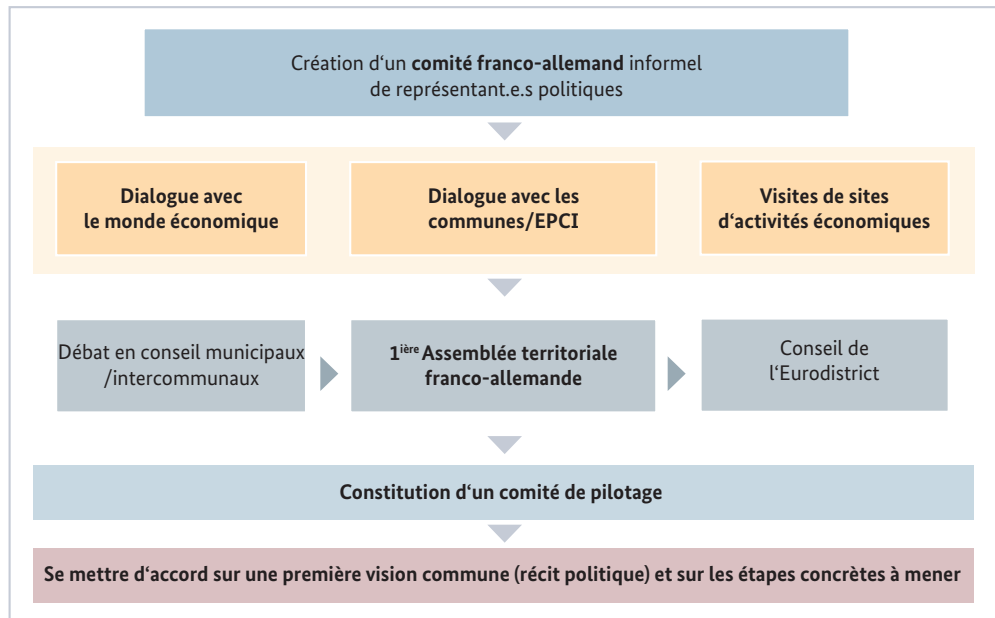 Création d‘un comité franco-allemand informel
de représentant.e.s politiques
Dialogue avec
le monde économique
Dialogue avec les
communes/EPCI
Visites de sites
d‘activités économiques
Débat en conseil municipaux
/intercommunaux
1ière Assemblée territoriale
franco-allemande
Conseil de
l‘Eurodistrict
Constitution d‘un comité de pilotage
Se mettre d‘accord sur une première vision commune (récit politique) et sur les étapes concrètes à mener